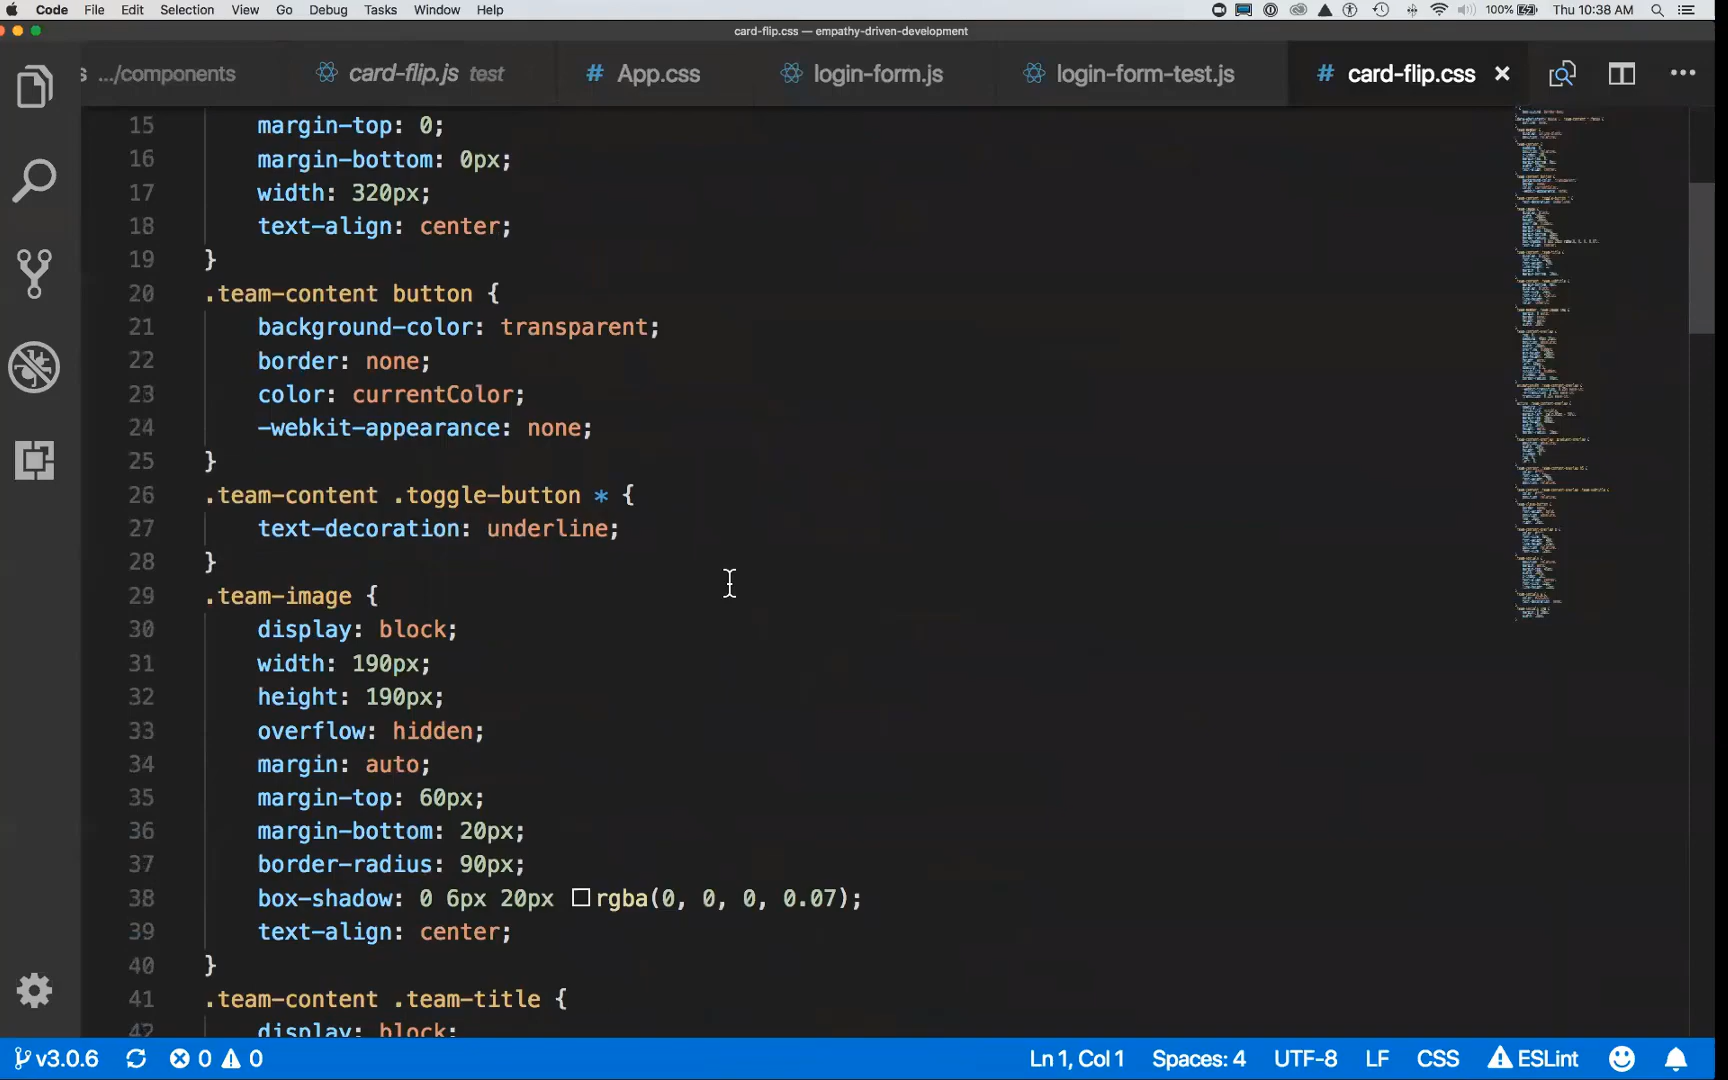 Code File Edit Selection View Go Debug Tasks Window Help 100% Thu 10:38 AM
card-flip.css — empathy-driven-development
s .../components card-flip.js test # App.css login-form.js login-form-test.js # card-flip.css
15 margin-top: 0;
16 margin-bottom: 0px;
17 width: 320px;
18 text-align: center;
19 }
20 .team-content button {
21 background-color: transparent;
22 border: none;
23 color: currentColor;
24 -webkit-appearance: none;
25 }
26 .team-content .toggle-button * {
27 text-decoration: underline;
28 }
29 .team-image {
30 display: block;
31 width: 190px;
32 height: 190px;
33 overflow: hidden;
34 margin: auto;
35 margin-top: 60px;
36 margin-bottom: 20px;
37 border-radius: 90px;
38 box-shadow: 0 6px 20px rgba(0, 0, 0, 0.07);
39 text-align: center;
40 }
41 .team-content .team-title {
42 display: block;
v3.0.6 0 0 Ln 1, Col 1 Spaces: 4 UTF-8 LF CSS ESLint